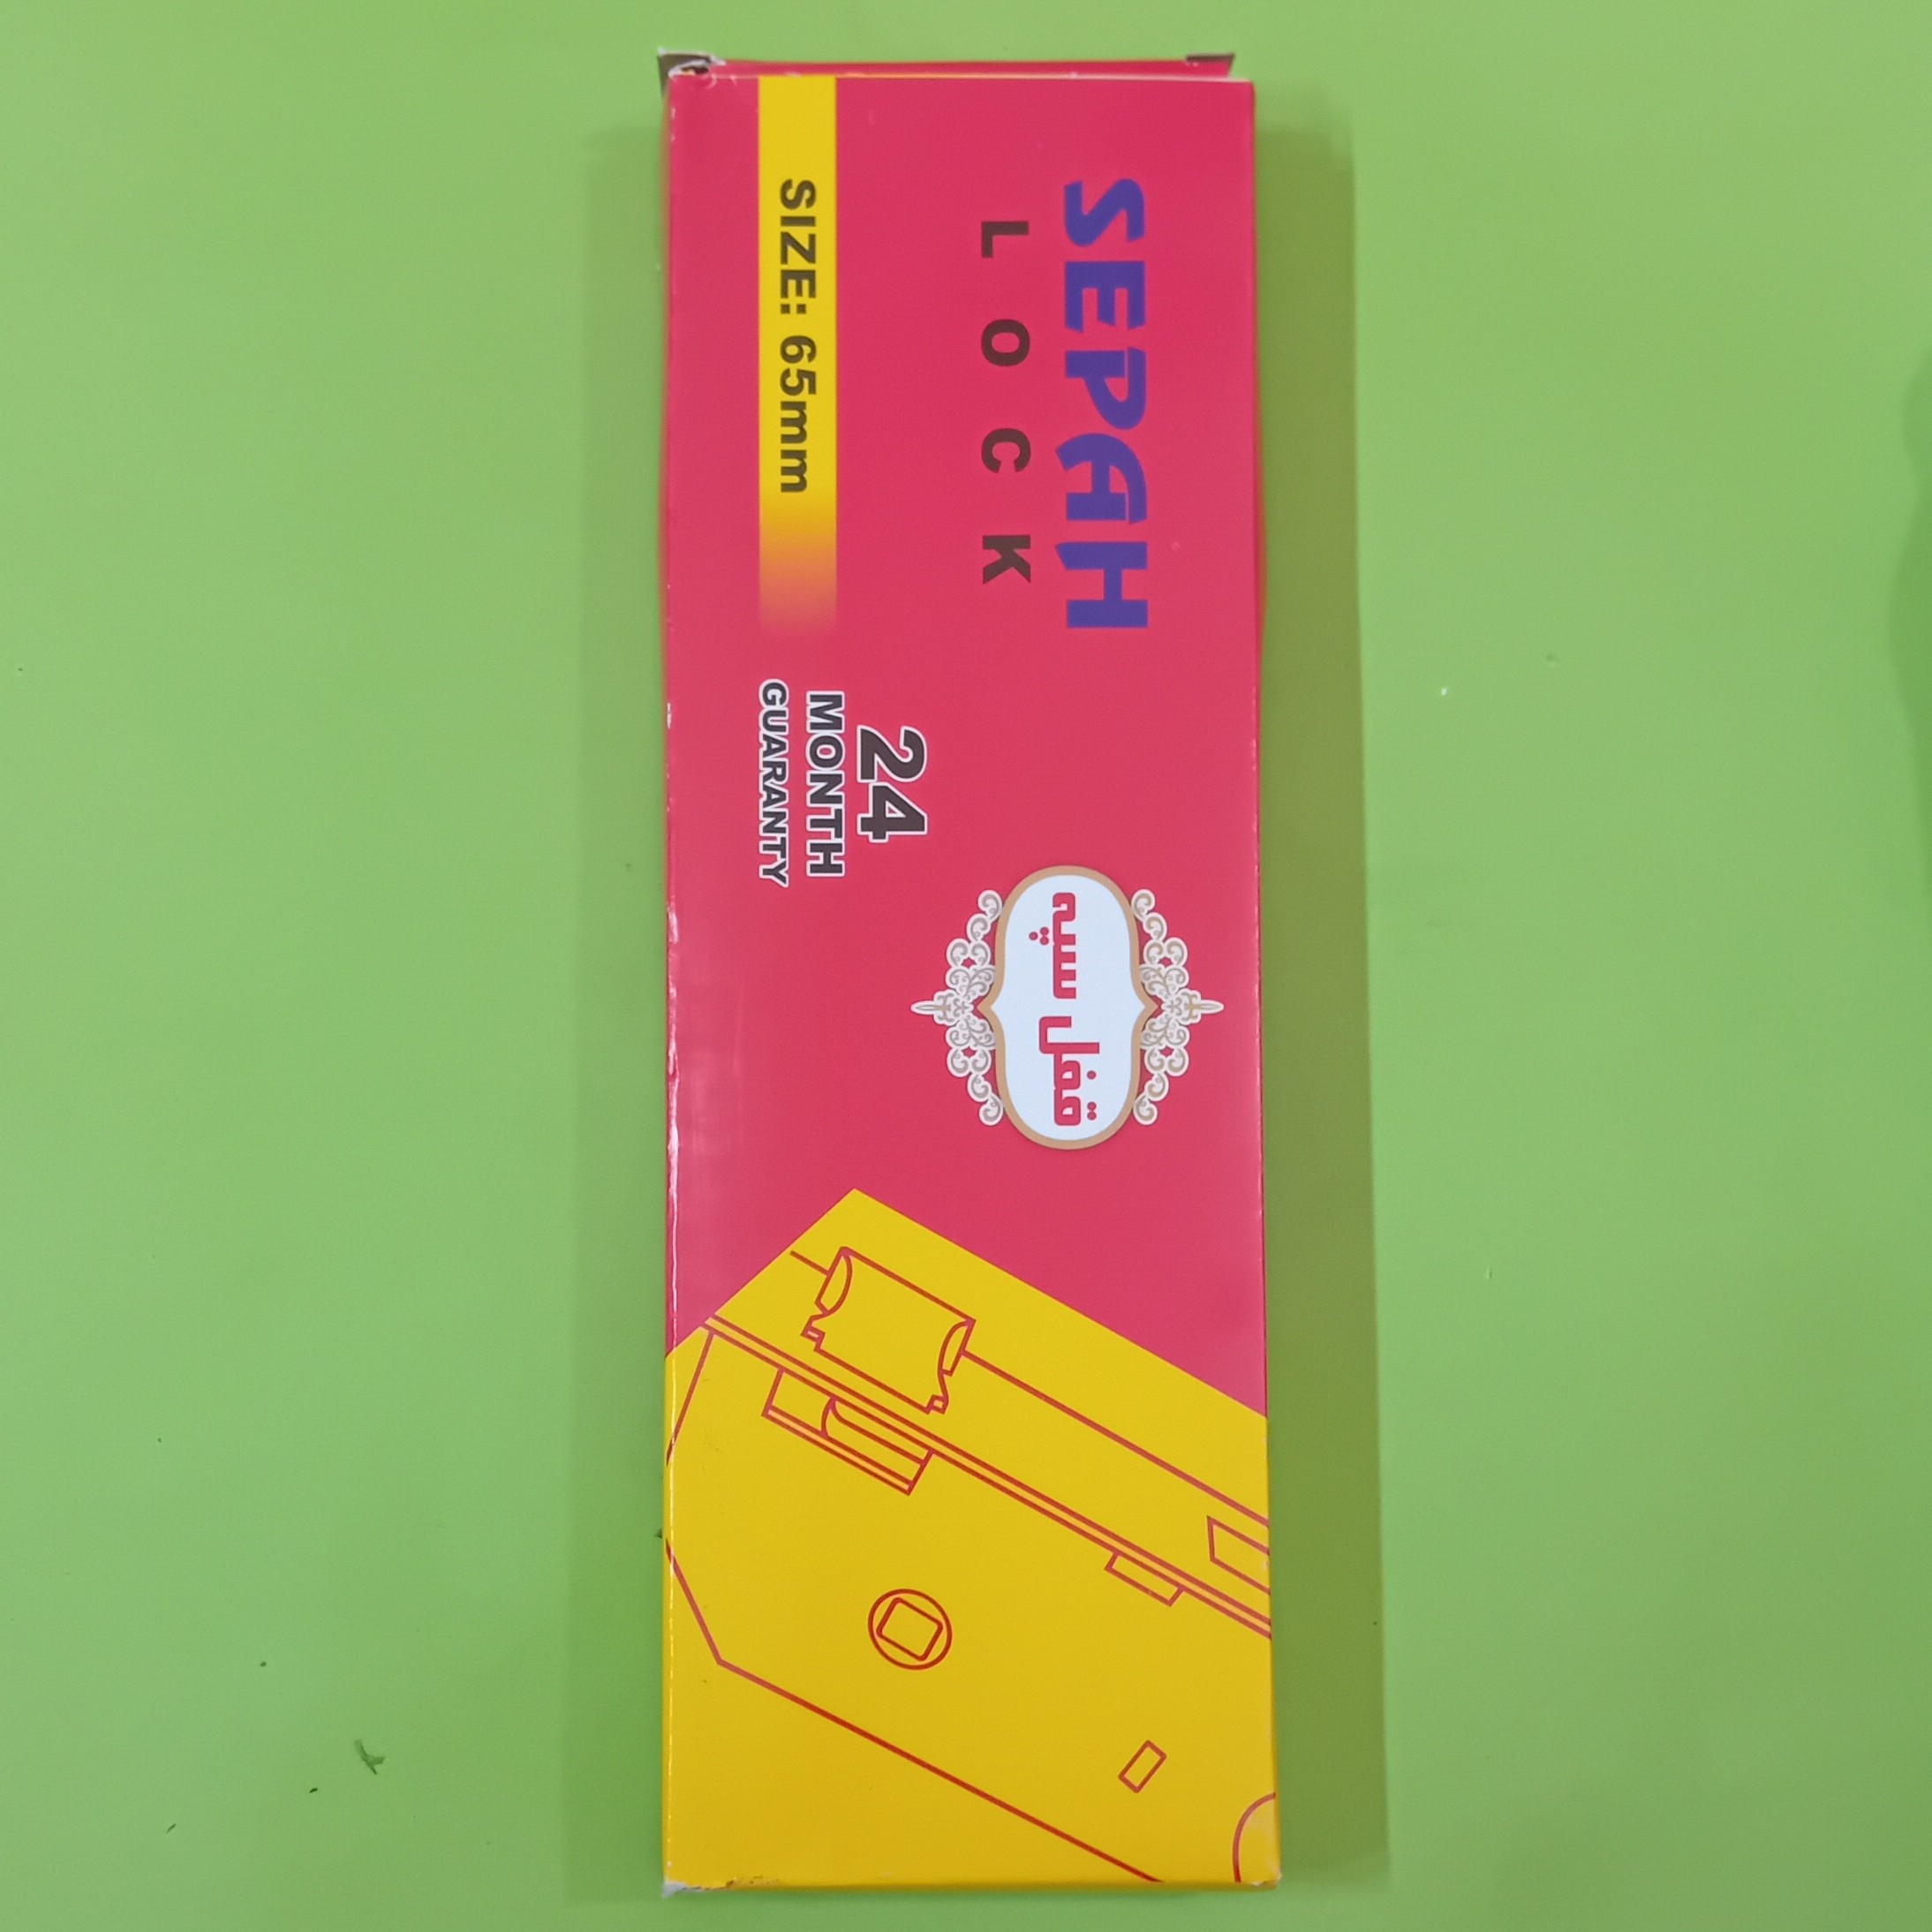 SEPAH
LOCK
SIZE: 65mm
24
MONTH
GUARANTY
قفل سپه